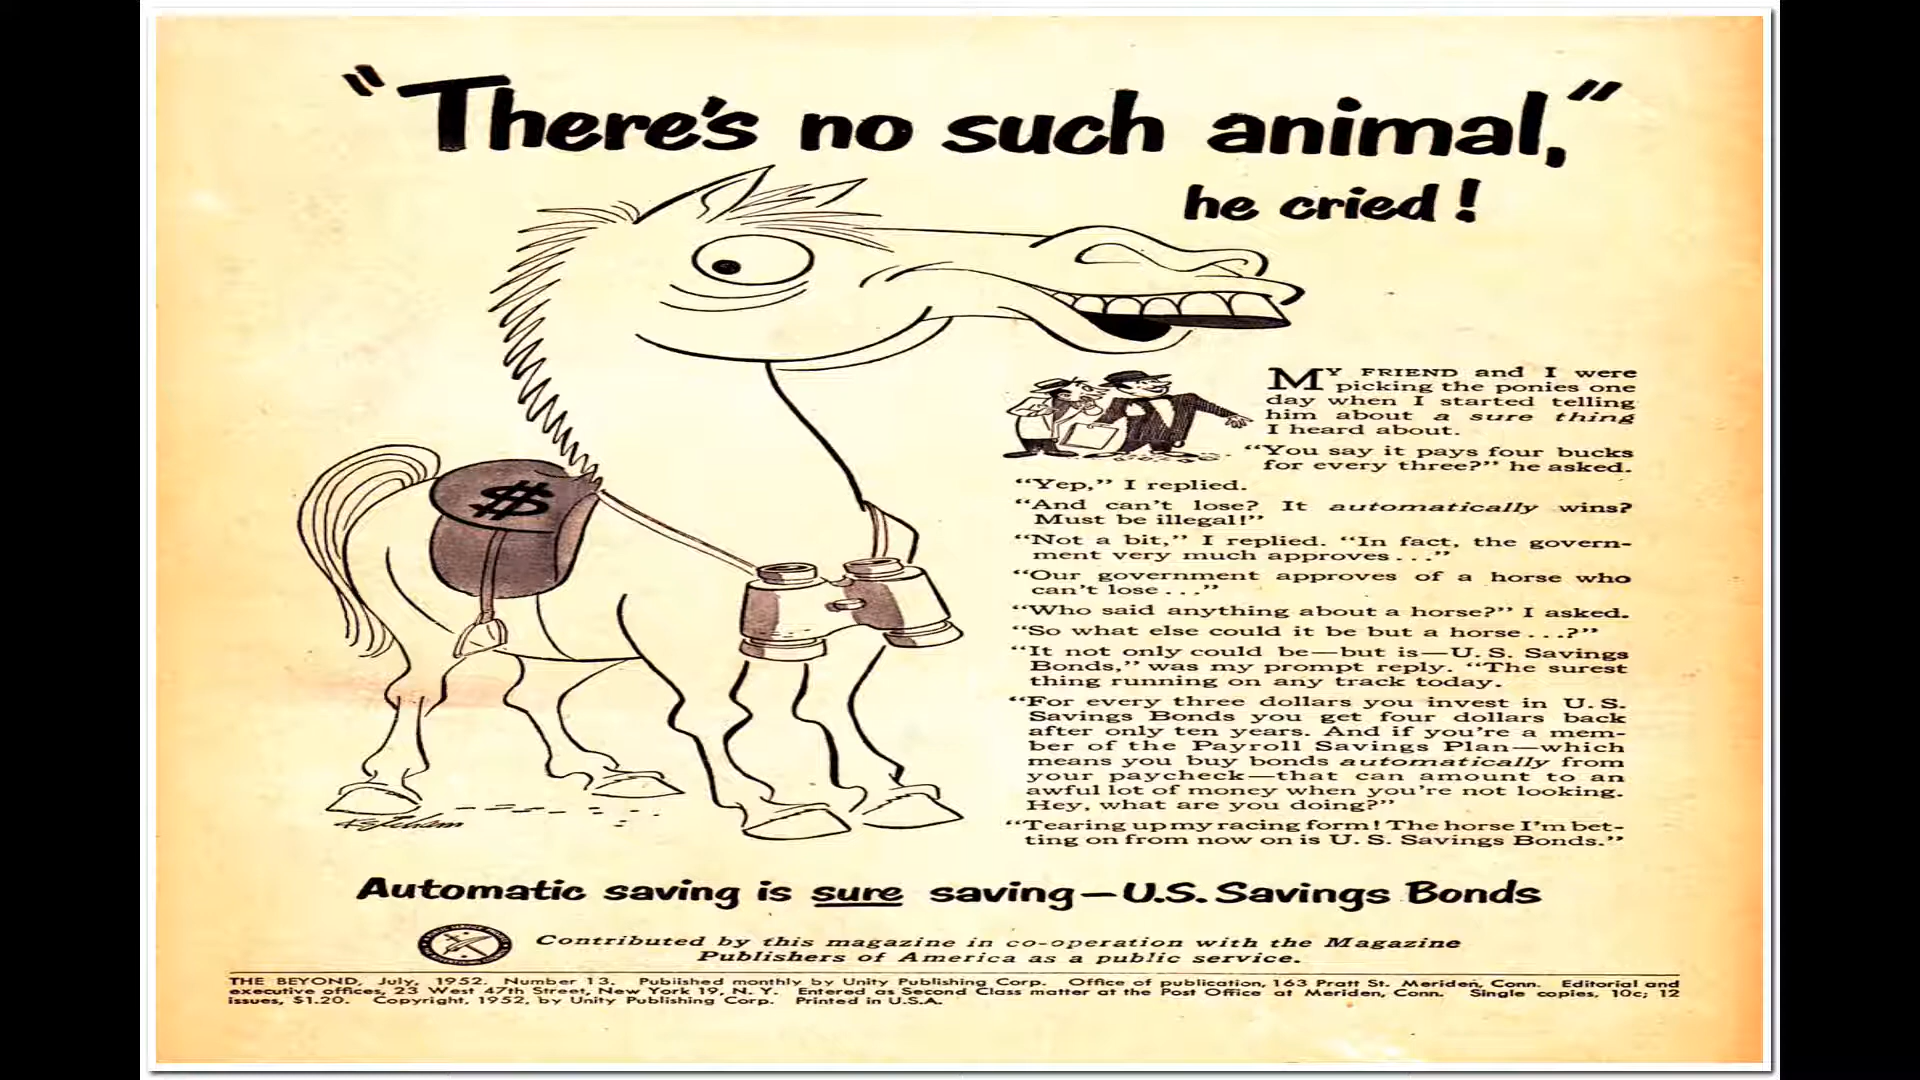 "There's no such animal,"
he cried!
MY FRIEND and I were
picking the ponies one
day when I started telling
him about a sure thing
I heard about.
"You say it pays four bucks
for every three?" he asked.
"Yep," I replied.
"And can't lose? It automatically wins?
Must be illegal!"
"Not a bit," I replied. "In fact, the govern-
ment very much approves . . ."
"Our government approves of a horse who
can't lose . . ."
"Who said anything about a horse?" I asked.
"So what else could it be but a horse . . .?"
"It not only could be—but is—U. S. Savings
Bonds," was my prompt reply. "The surest
thing running on any track today.
"For every three dollars you invest in U. S.
Savings Bonds you get four dollars back
after only ten years. And if you're a mem-
ber of the Payroll Savings Plan—which
means you buy bonds automatically from
your paycheck—that can amount to an
awful lot of money when you're not looking.
Hey, what are you doing?"
"Tearing up my racing form! The horse I'm bet-
ting on from now on is U. S. Savings Bonds."
$
Ketcham
Automatic saving is sure saving—U.S. Savings Bonds
Contributed by this magazine in co-operation with the Magazine
Publishers of America as a public service.
THE BEYOND, July, 1952. Number 13. Published monthly by Unity Publishing Corp. Office of publication, 163 Pratt St. Meriden, Conn. Editorial and
executive offices, 23 West 47th Street, New York 19, N. Y. Entered as Second Class matter at the Post Office at Meriden, Conn. Single copies, 10c; 12
issues, $1.20. Copyright, 1952, by Unity Publishing Corp. Printed in U.S.A.